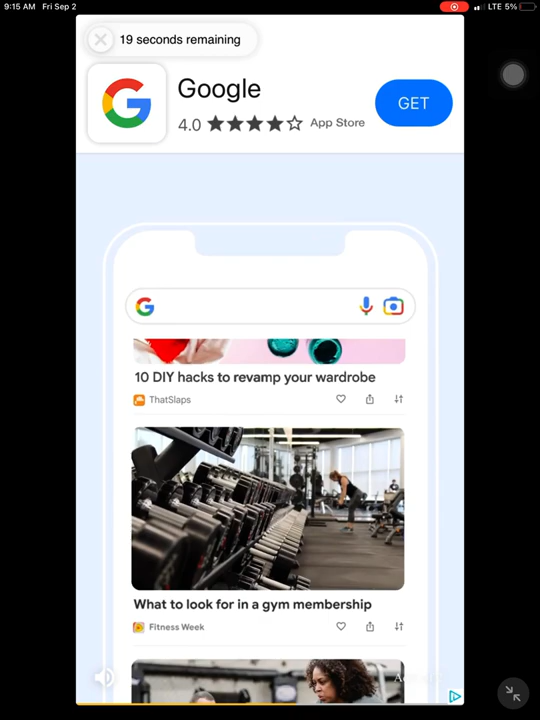 9:15 AM Fri Sep 2
LTE 5%
19 seconds remaining
Google
4.0 App Store
GET
10 DIY hacks to revamp your wardrobe
ThatSlaps
What to look for in a gym membership
Fitness Week